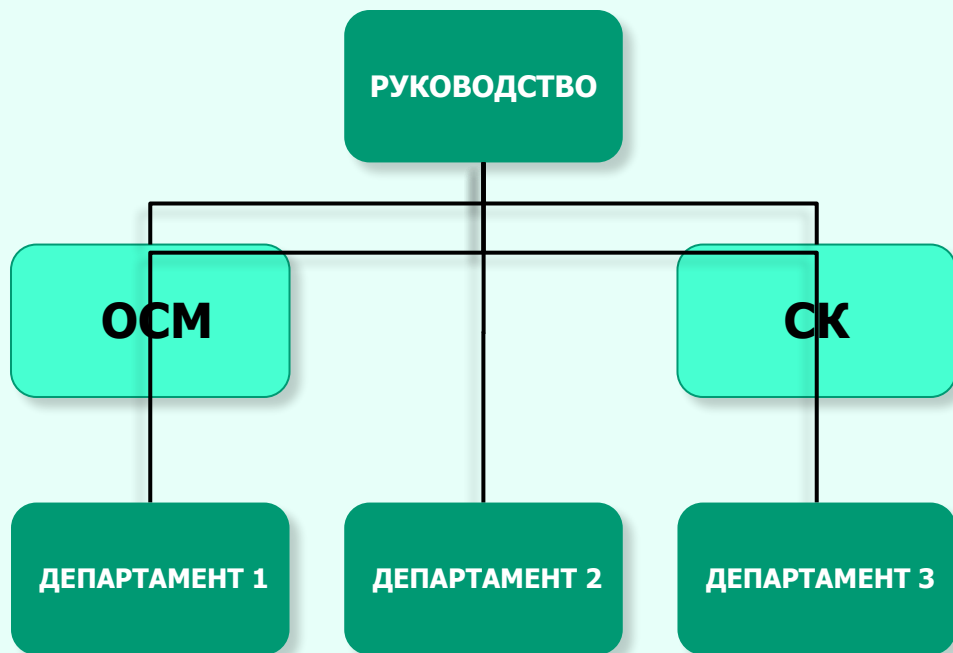 РУКОВОДСТВО
ОСМ
СК
ДЕПАРТАМЕНТ 1
ДЕПАРТАМЕНТ 2
ДЕПАРТАМЕНТ 3